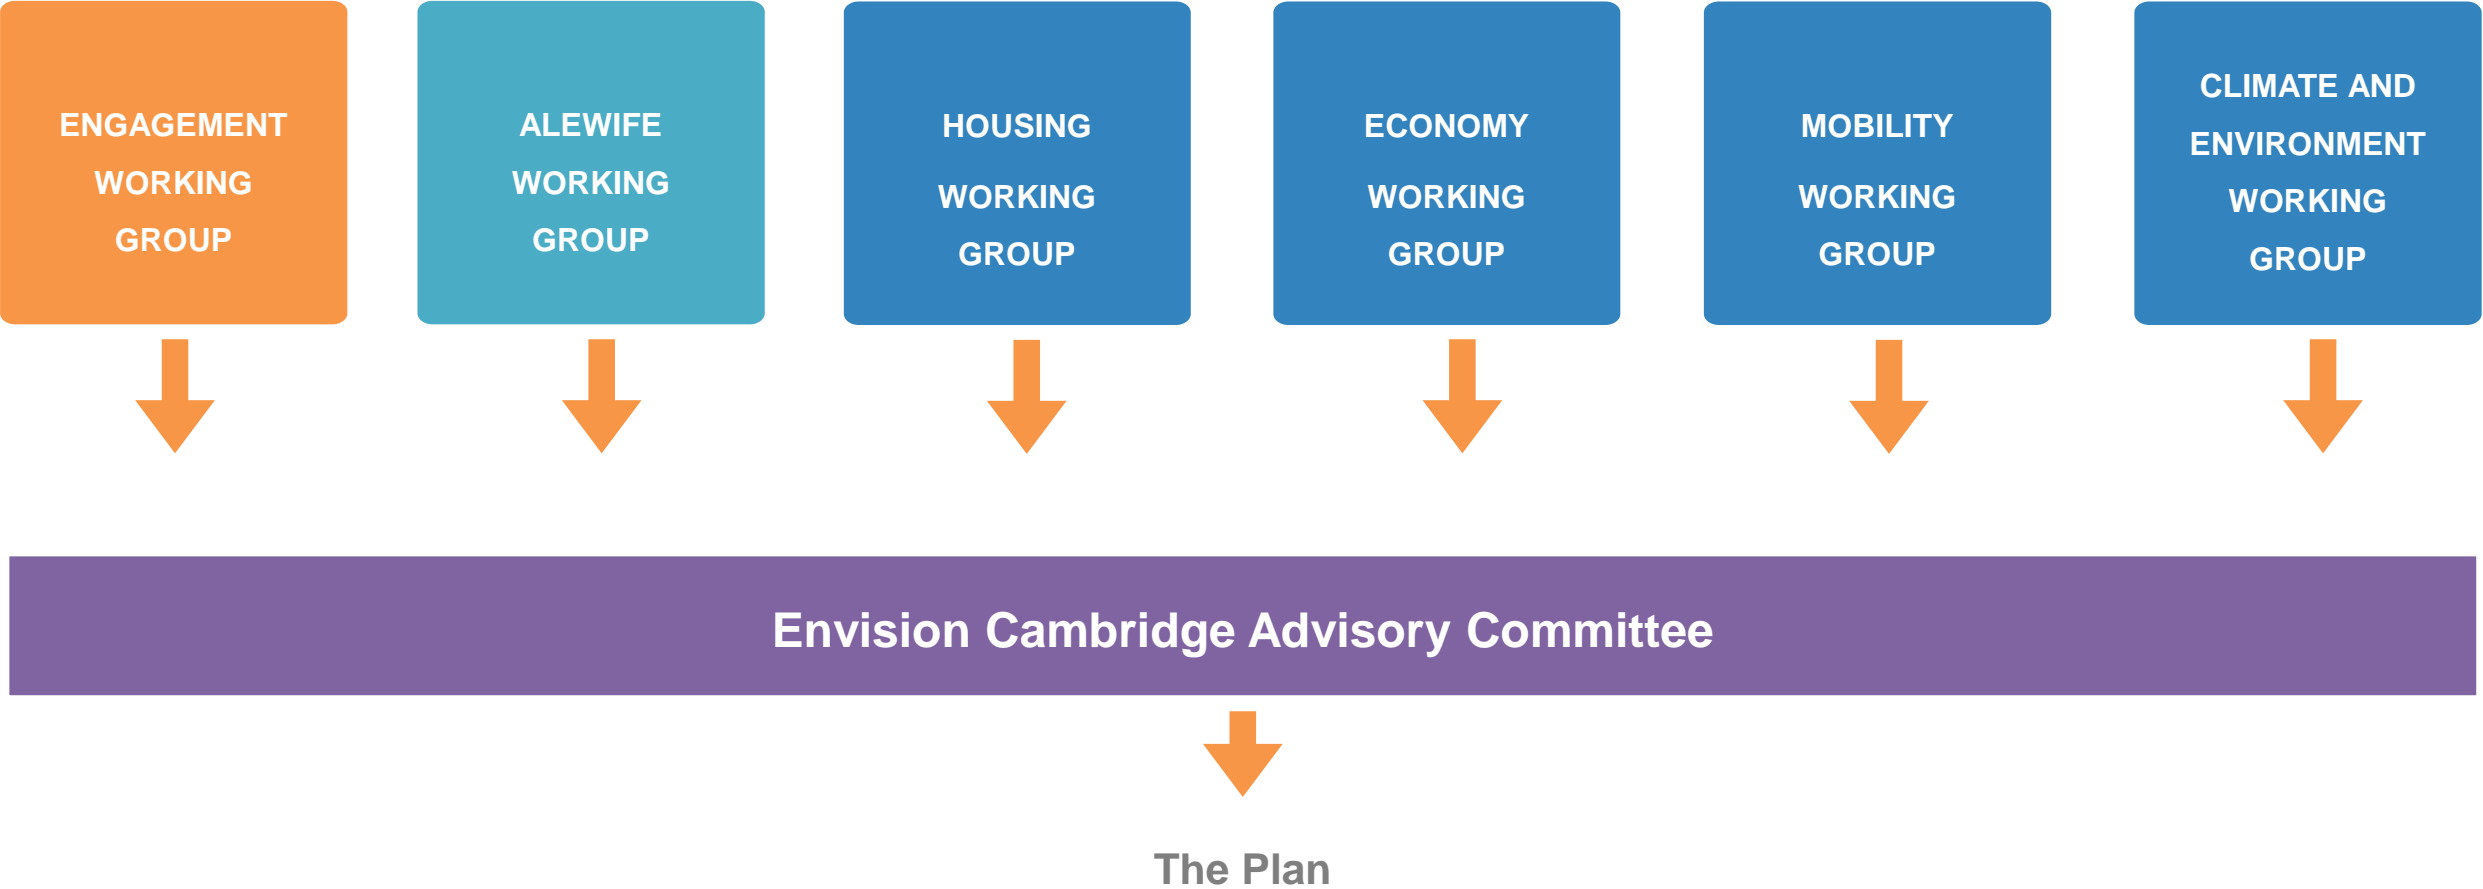 ENGAGEMENT
WORKING
GROUP
ALEWIFE
WORKING
GROUP
HOUSING
WORKING
GROUP
ECONOMY
WORKING
GROUP
MOBILITY
WORKING
GROUP
CLIMATE AND
ENVIRONMENT
WORKING
GROUP
Envision Cambridge Advisory Committee
The Plan